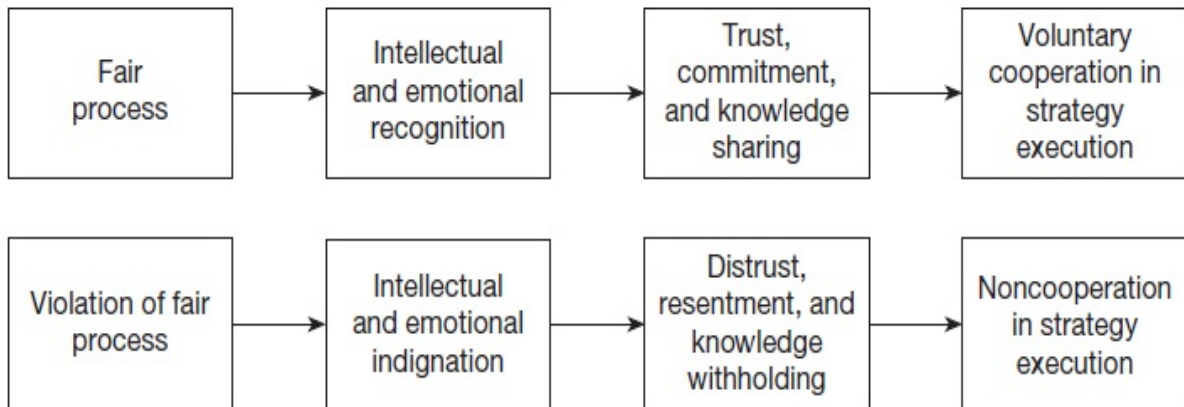 Fair
process
Intellectual
and emotional
recognition
Trust,
commitment,
and knowledge
sharing
Voluntary
cooperation in
strategy
execution
Violation of fair
process
Intellectual
and emotional
indignation
Distrust,
resentment, and
knowledge
withholding
Noncooperation
in strategy
execution